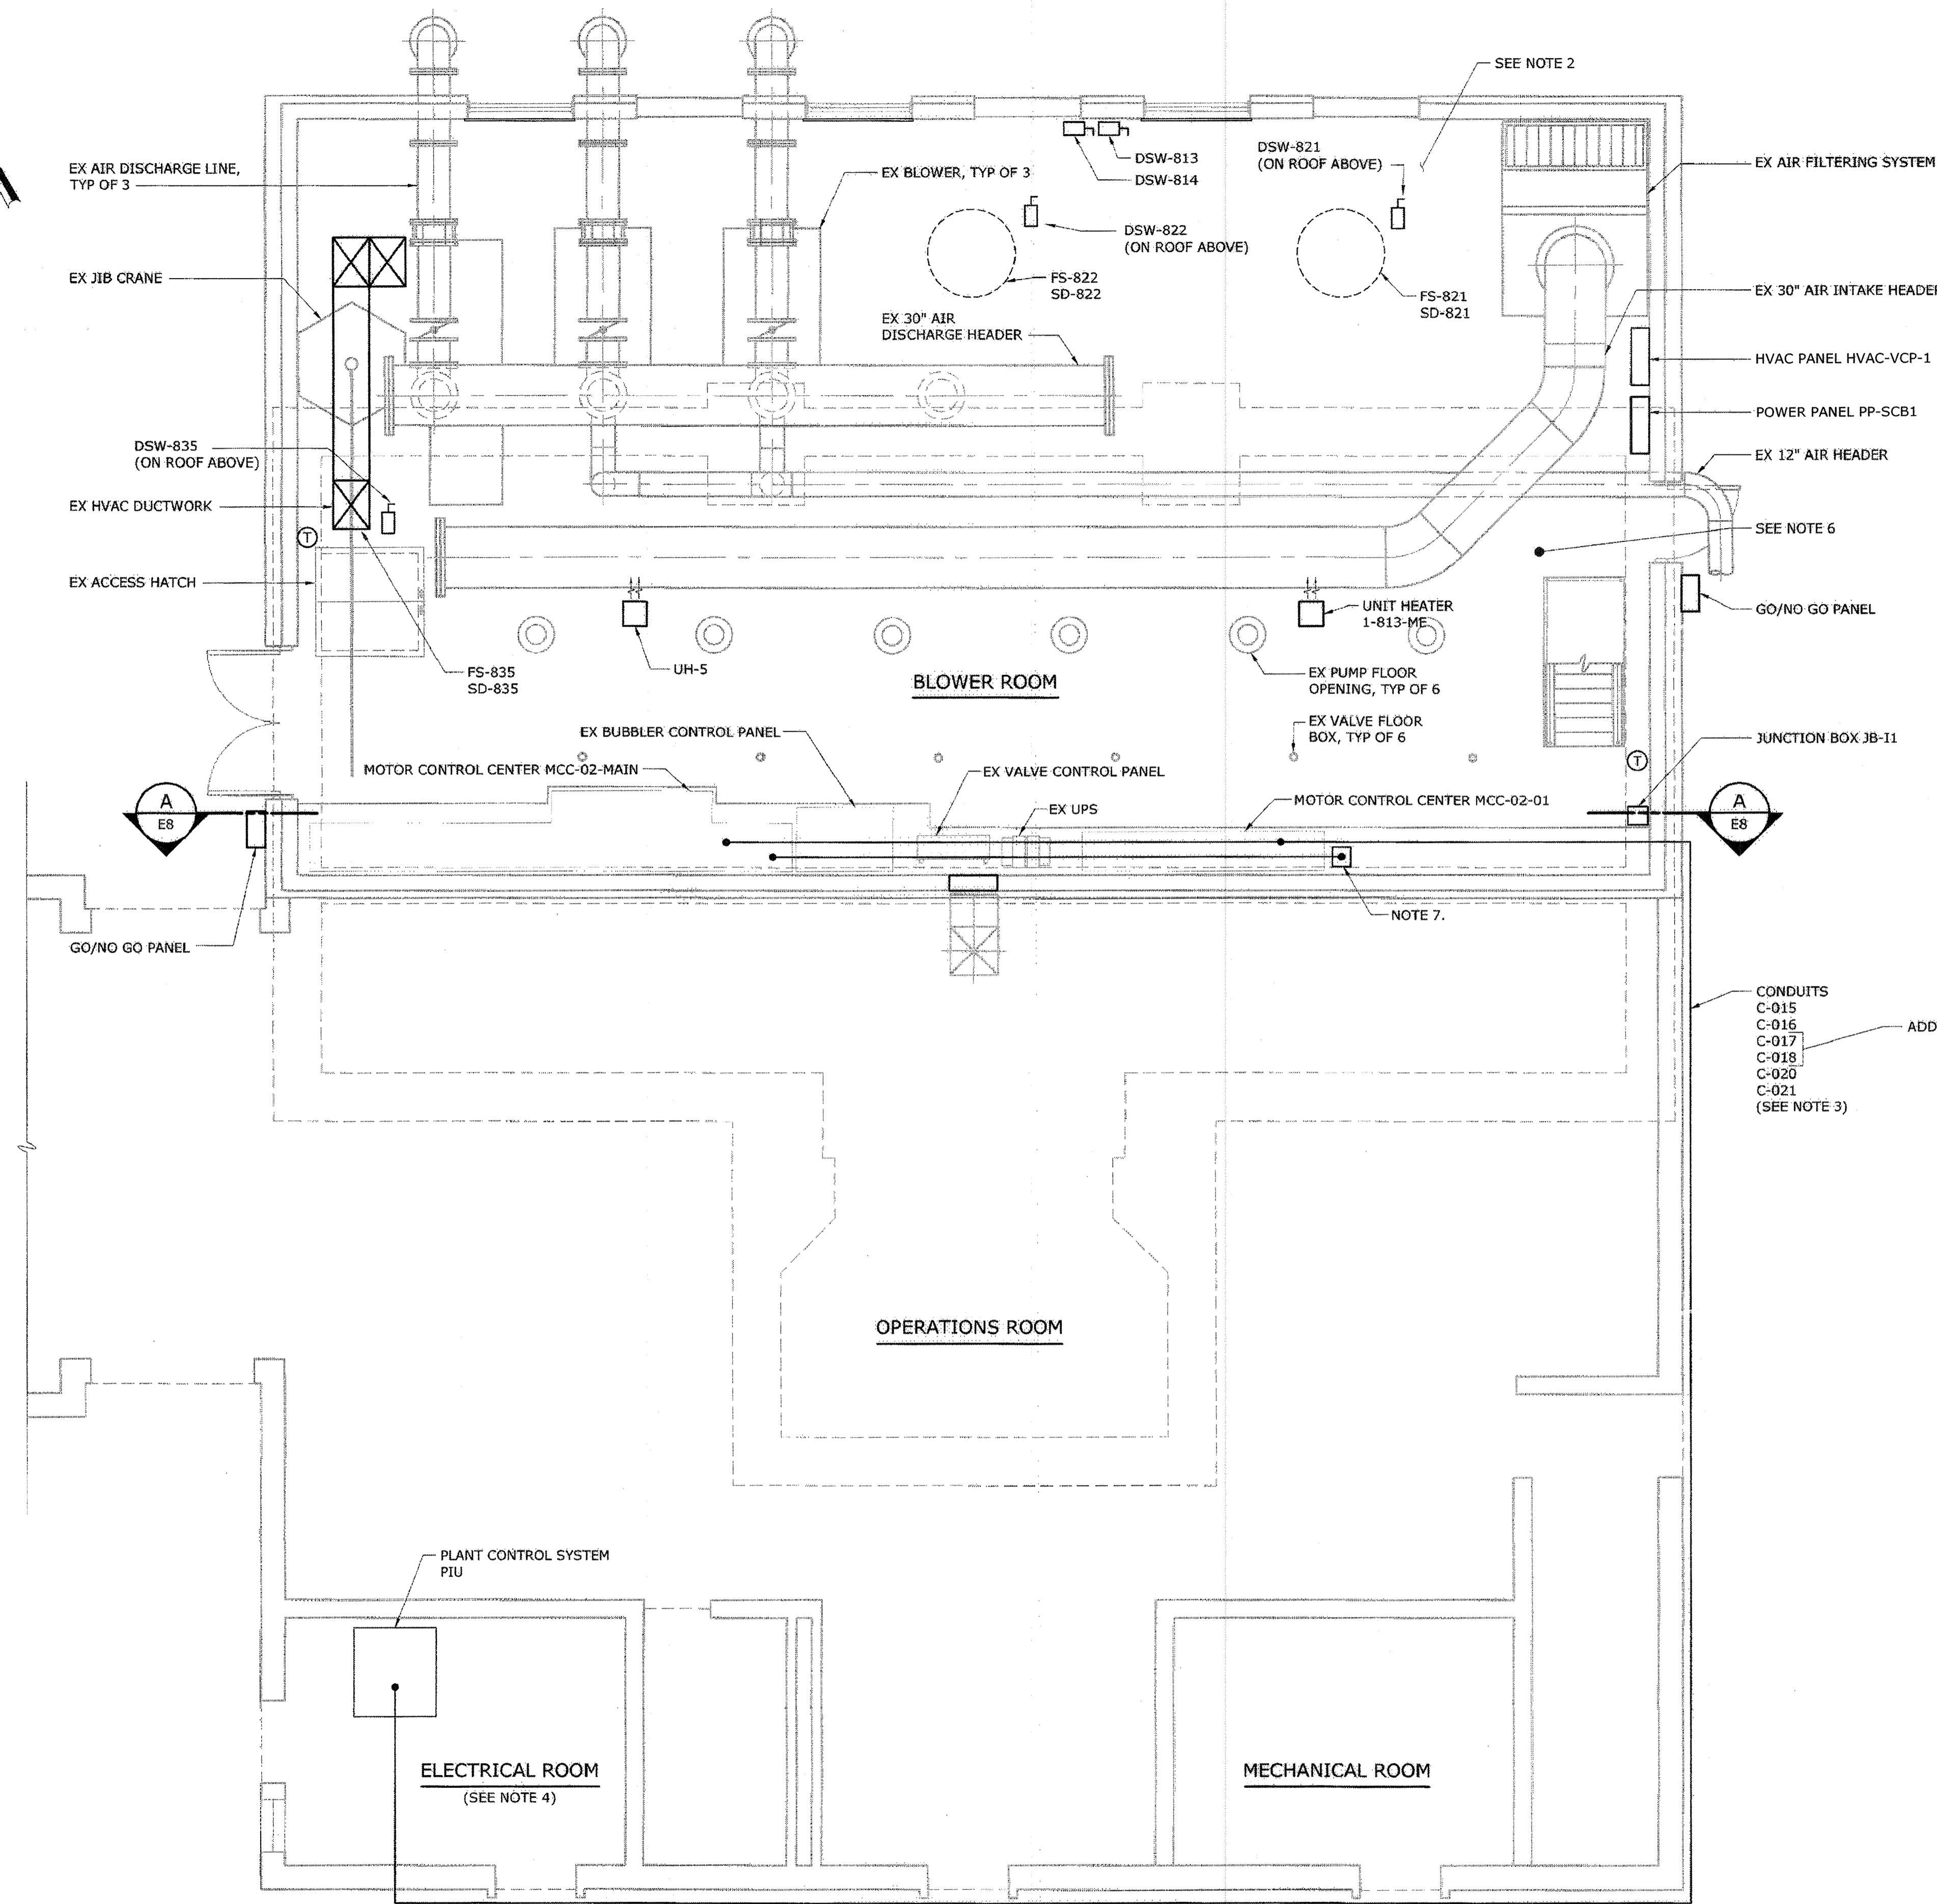 SEE NOTE 2
EX AIR DISCHARGE LINE,
TYP OF 3
EX BLOWER, TYP OF 3
DSW-813
DSW-814
DSW-821
(ON ROOF ABOVE)
EX AIR FILTERING SYSTEM
DSW-822
(ON ROOF ABOVE)
EX JIB CRANE
FS-822
SD-822
FS-821
SD-821
EX 30" AIR INTAKE HEADER
EX 30" AIR
DISCHARGE HEADER
HVAC PANEL HVAC-VCP-1
POWER PANEL PP-SCB1
DSW-835
(ON ROOF ABOVE)
EX 12" AIR HEADER
EX HVAC DUCTWORK
T
SEE NOTE 6
EX ACCESS HATCH
UNIT HEATER
1-813-ME
GO/NO GO PANEL
FS-835
SD-835
UH-5
BLOWER ROOM
EX PUMP FLOOR
OPENING, TYP OF 6
EX BUBBLER CONTROL PANEL
EX VALVE FLOOR
BOX, TYP OF 6
JUNCTION BOX JB-I1
T
MOTOR CONTROL CENTER MCC-02-MAIN
EX VALVE CONTROL PANEL
EX UPS
MOTOR CONTROL CENTER MCC-02-01
A
E8
A
E8
NOTE 7.
GO/NO GO PANEL
CONDUITS
C-015
C-016
C-017
C-018
C-020
C-021
(SEE NOTE 3)
ADD
OPERATIONS ROOM
PLANT CONTROL SYSTEM
PIU
ELECTRICAL ROOM
(SEE NOTE 4)
MECHANICAL ROOM